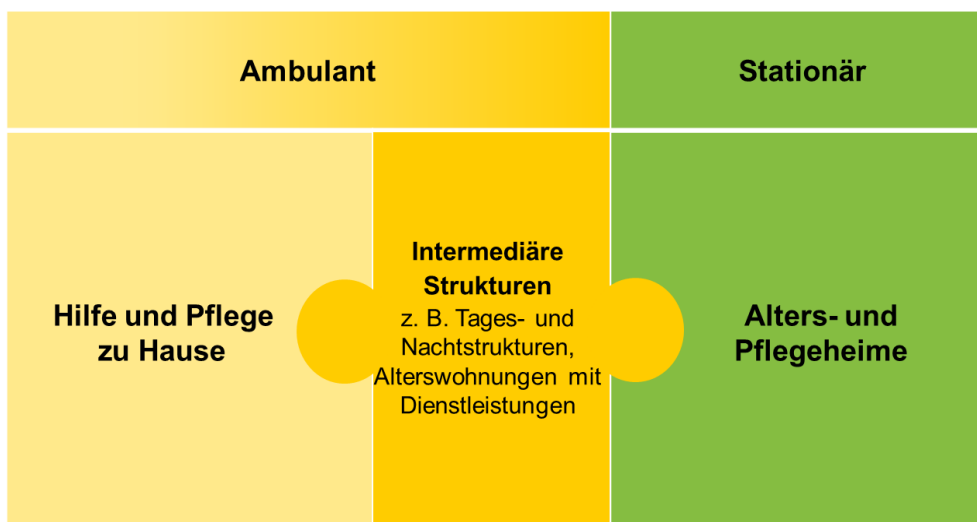 Ambulant
Stationär
Hilfe und Pflege
zu Hause
Intermediäre
Strukturen
z. B. Tages- und
Nachtstrukturen,
Alterswohnungen mit
Dienstleistungen
Alters- und
Pflegeheime